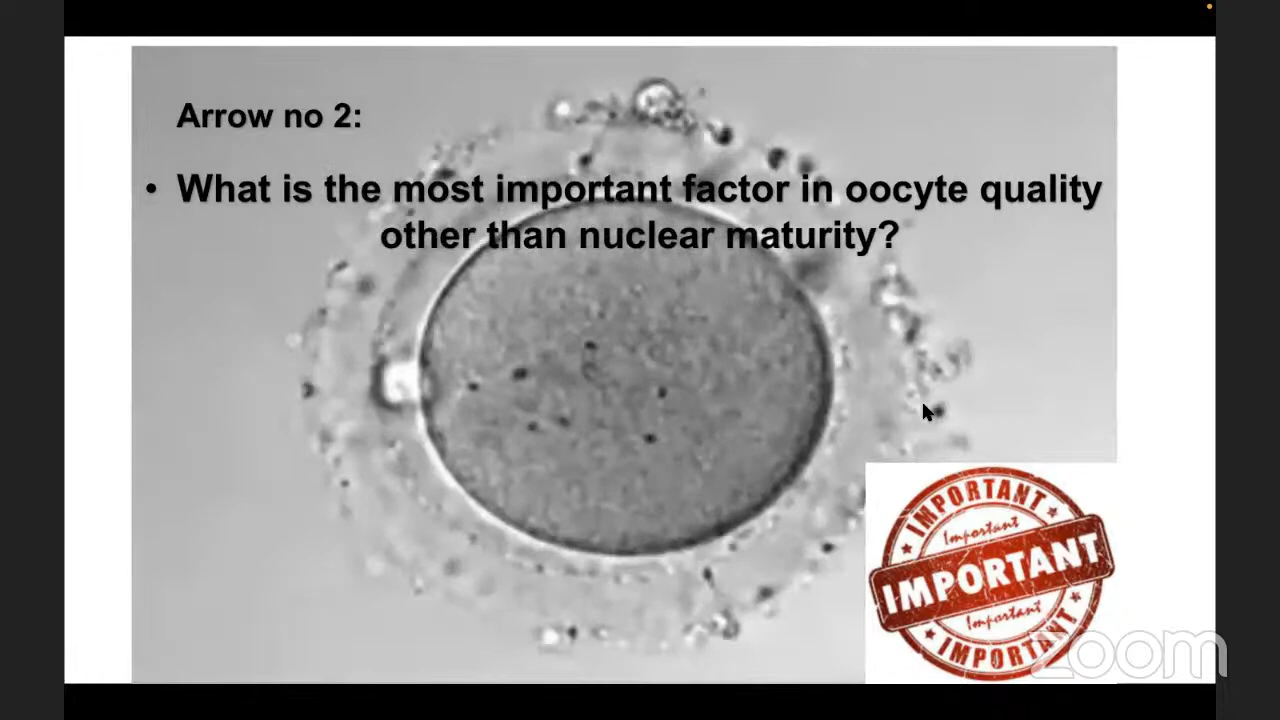 Arrow no 2:
• What is the most important factor in oocyte quality
other than nuclear maturity?
IMPORTANT
Important
IMPORTANT
Important
IMPORTANT
zoom